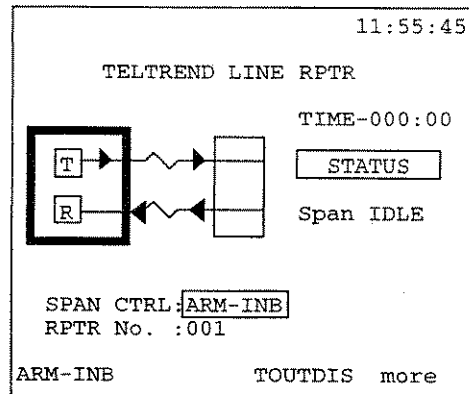 11:55:45
TELTREND LINE RPTR
TIME-000:00
T
STATUS
R
Span IDLE
SPAN CTRL:ARM-INB
RPTR No. :001
ARM-INB TOUTDIS more